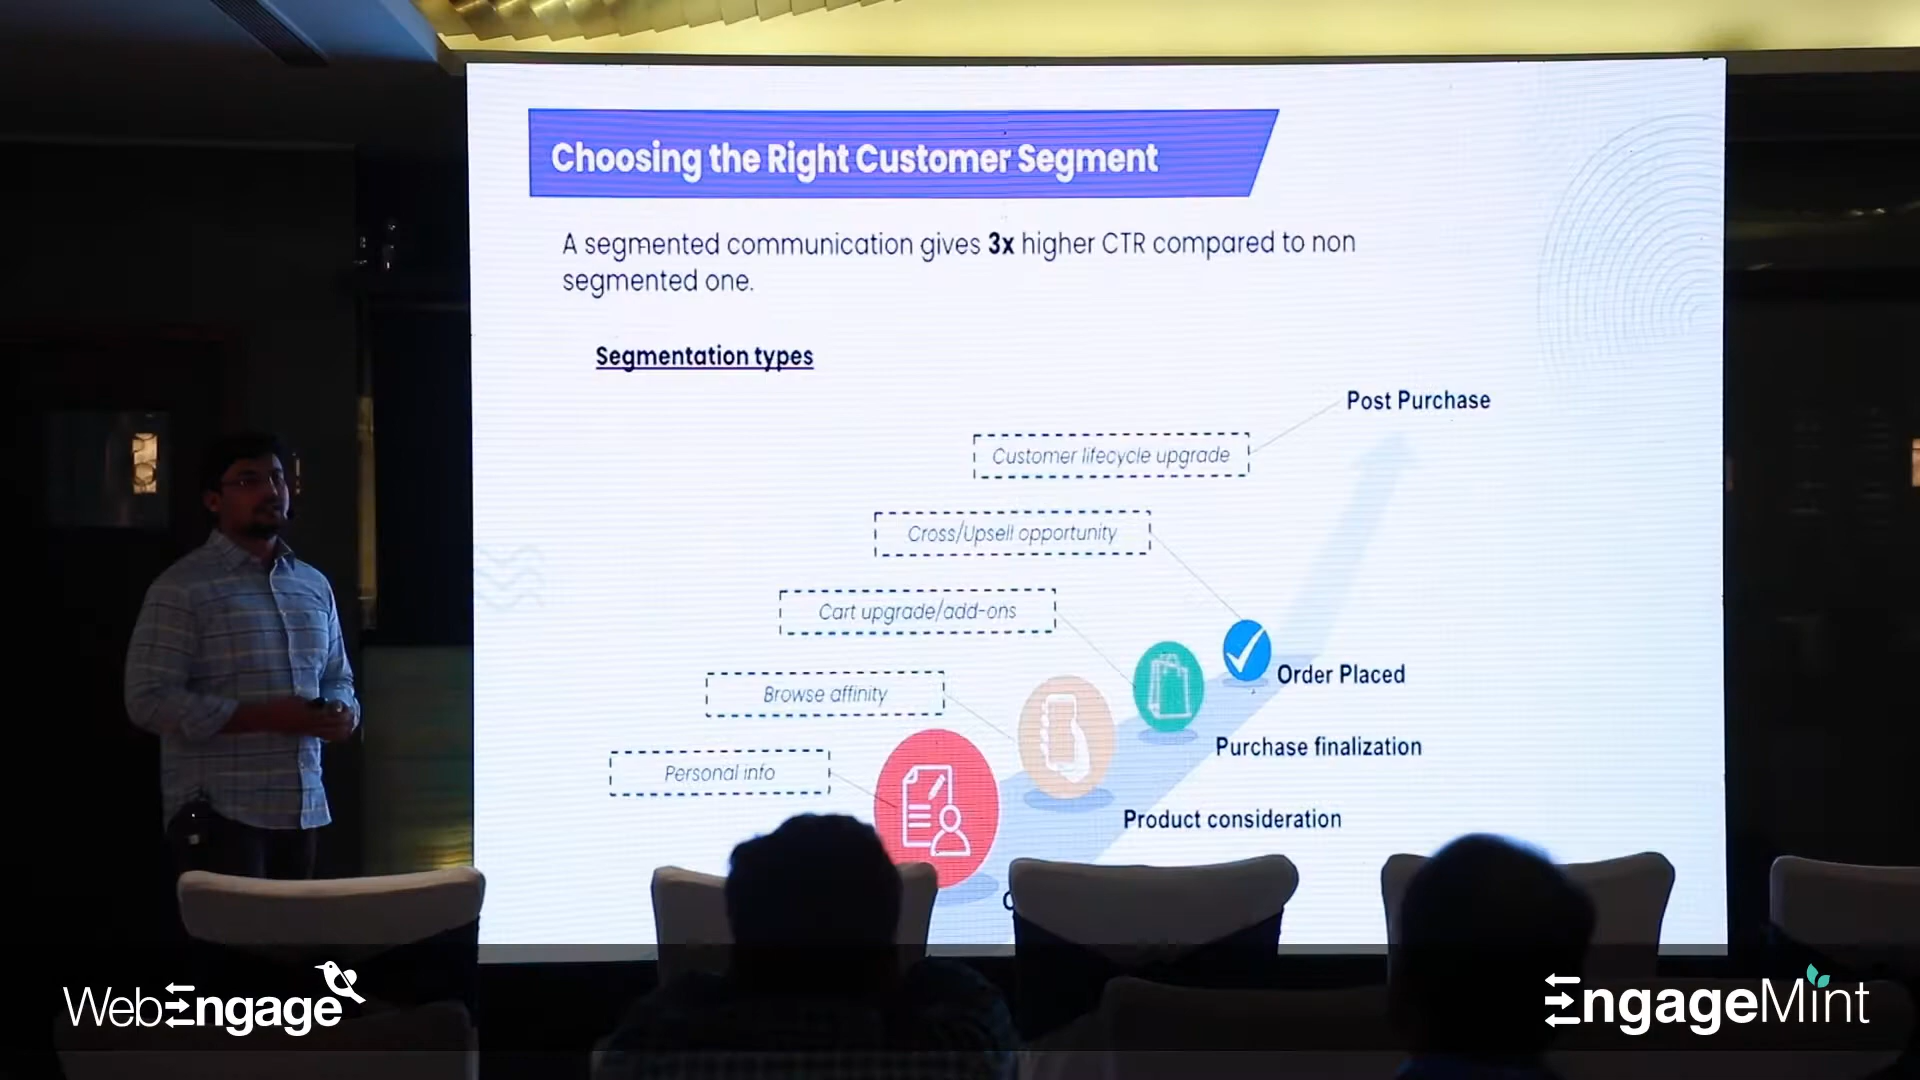 Choosing the Right Customer Segment
A segmented communication gives 3x higher CTR compared to non
segmented one.
Segmentation types
Post Purchase
Customer lifecycle upgrade
Cross/Upsell opportunity
Cart upgrade/add-ons
Order Placed
Browse affinity
Purchase finalization
Personal info
Product consideration
WebEngage
EngageMint